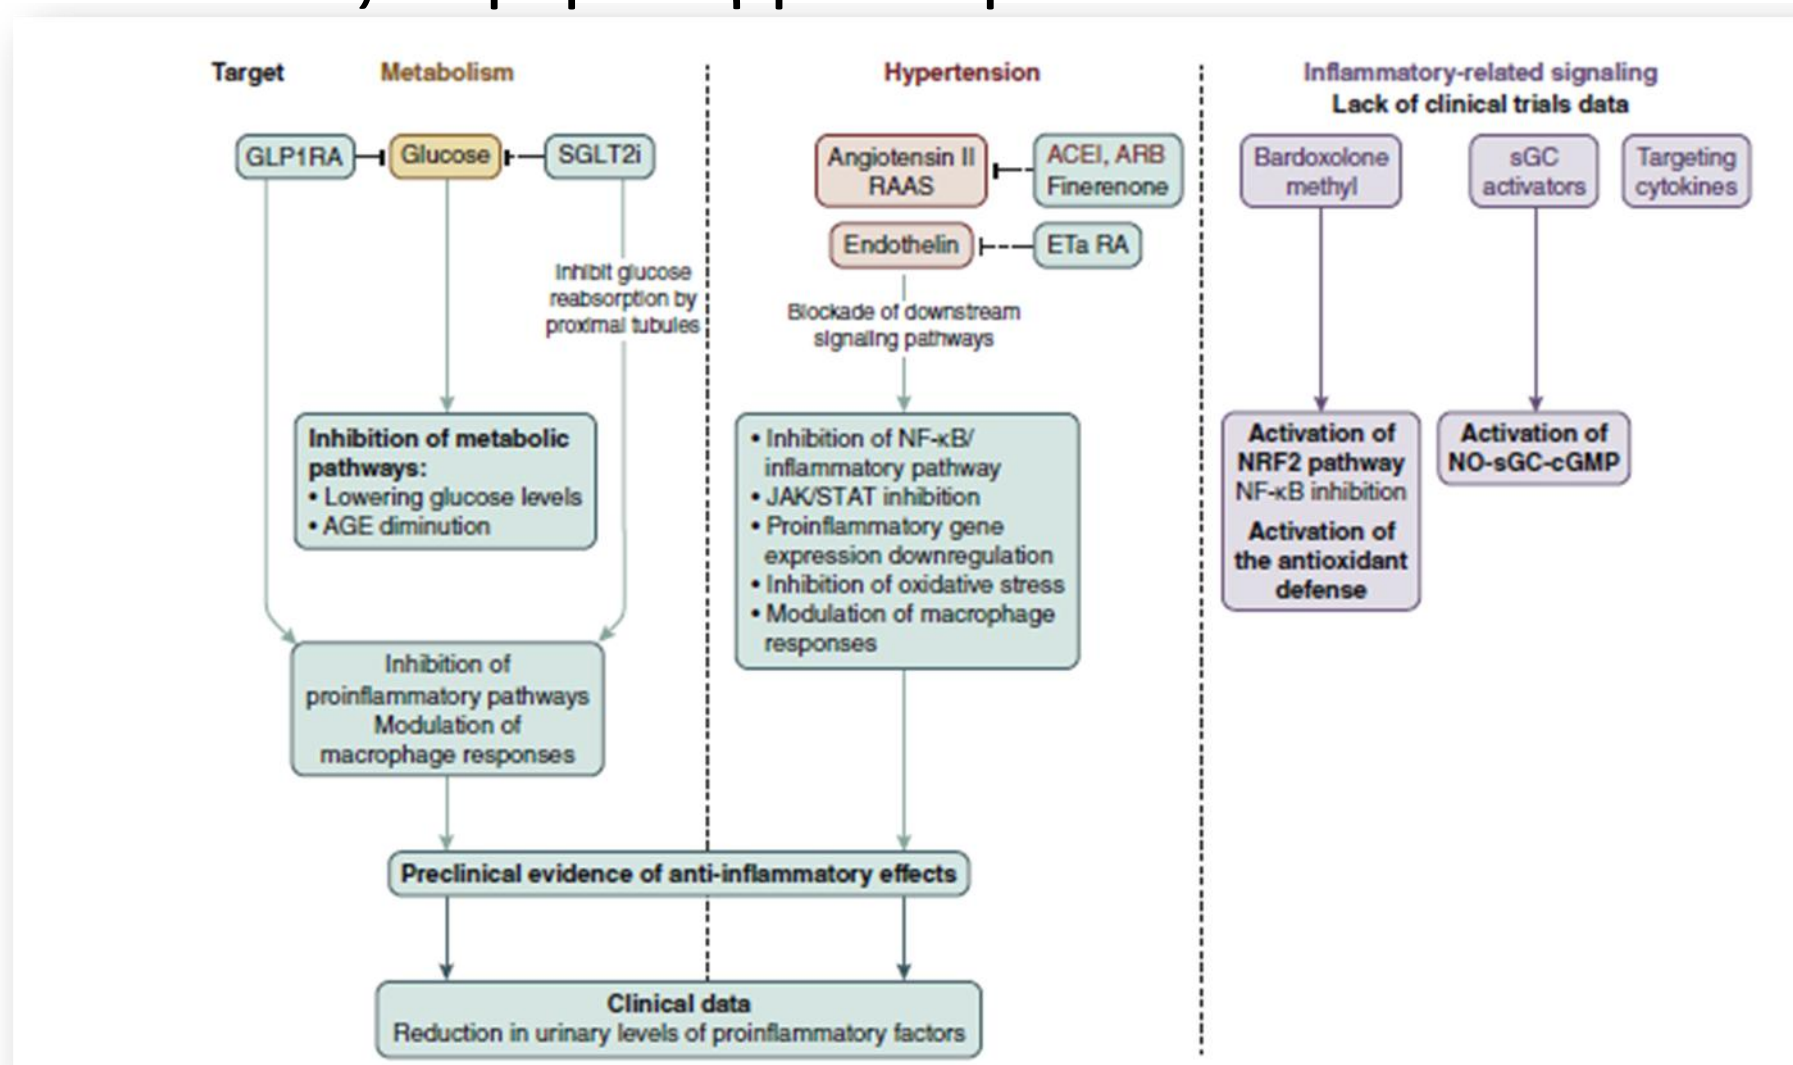 Target
Metabolism
Hypertension
Inflammatory-related signaling
Lack of clinical trials data
GLP1RA
Glucose
SGLT2i
Angiotensin II
RAAS
ACEI, ARB
Finerenone
Endothelin
ETa RA
Bardoxolone
methyl
sGC
activators
Targeting
cytokines
Inhibit glucose
reabsorption by
proximal tubules
Blockade of downstream
signaling pathways
Inhibition of metabolic
pathways:
• Lowering glucose levels
• AGE diminution
• Inhibition of NF-κB/
inflammatory pathway
• JAK/STAT inhibition
• Proinflammatory gene
expression downregulation
• Inhibition of oxidative stress
• Modulation of macrophage
responses
Activation of
NRF2 pathway
NF-κB inhibition
Activation of
the antioxidant
defense
Activation of
NO-sGC-cGMP
Inhibition of
proinflammatory pathways
Modulation of
macrophage responses
Preclinical evidence of anti-inflammatory effects
Clinical data
Reduction in urinary levels of proinflammatory factors